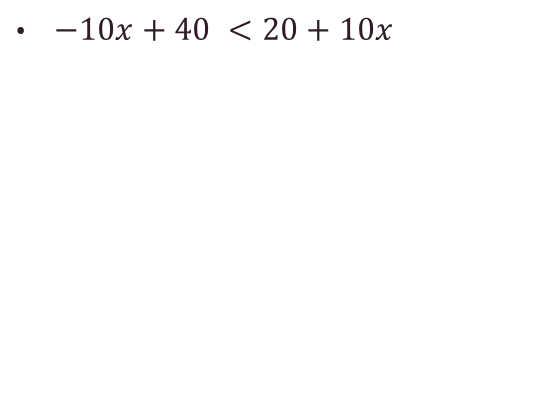 • −10x + 40 < 20 + 10x